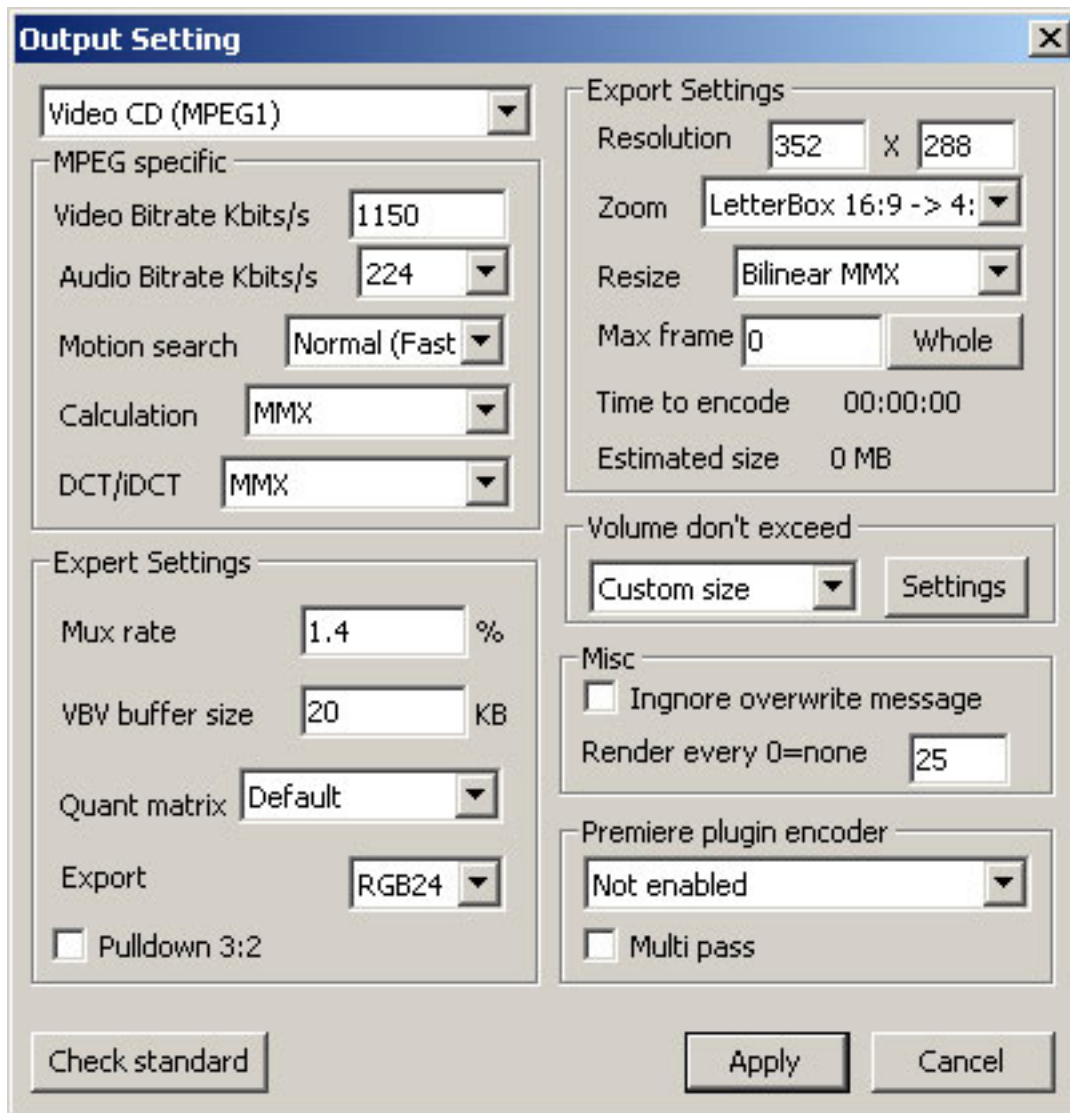 Output Setting
Video CD (MPEG1)
MPEG specific
Video Bitrate Kbits/s 1150
Audio Bitrate Kbits/s 224
Motion search Normal (Fast
Calculation MMX
DCT/iDCT MMX
Expert Settings
Mux rate 1.4 %
VBV buffer size 20 KB
Quant matrix Default
Export RGB24
Pulldown 3:2
Check standard
Export Settings
Resolution 352 X 288
Zoom LetterBox 16:9 -> 4:
Resize Bilinear MMX
Max frame 0 Whole
Time to encode 00:00:00
Estimated size 0 MB
Volume don't exceed
Custom size Settings
Misc
Ingnore overwrite message
Render every 0=none 25
Premiere plugin encoder
Not enabled
Multi pass
Apply Cancel